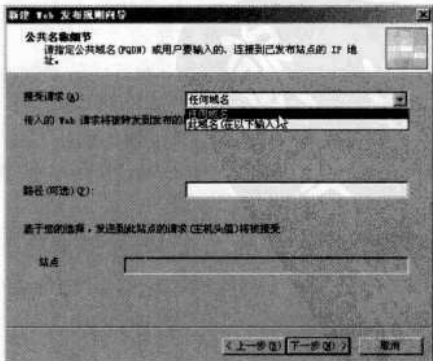 新建 Web 发布规则向导
公共名称细节
请指定公共域名(FQDN) 或用户要输入的、连接到已发布站点的 IP 地
址。
接受请求(A):
任何域名
任何域名
此域名(在以下输入)
传入的 Web 请求将被转发到发布的
路径(可选)(P):
基于您的选择，发送到此站点的请求(主机头值)将被接受:
站点
< 上一步(B)
下一步(N) >
取消